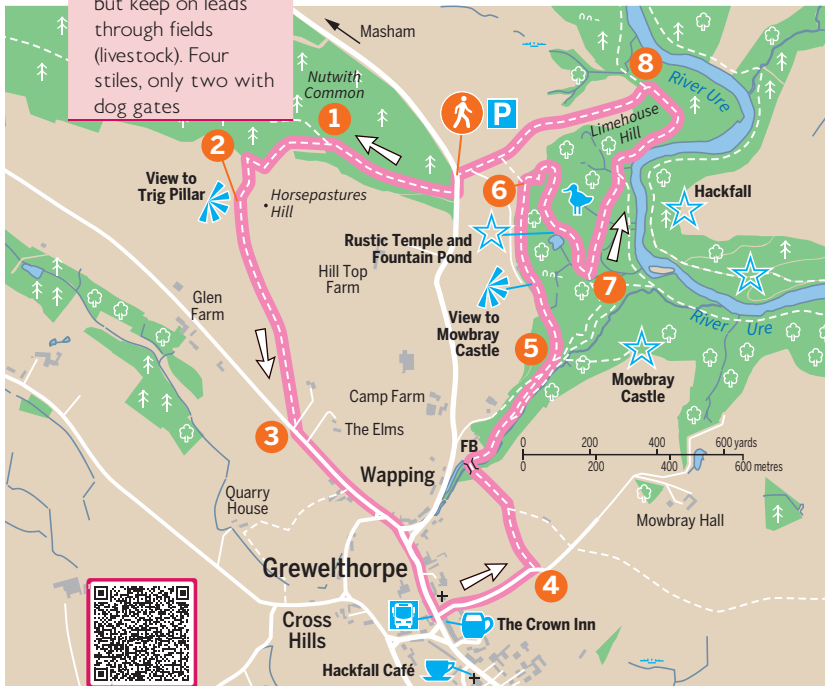 but keep on leads
through fields
(livestock). Four
stiles, only two with
dog gates
Masham
8
River Ure
Nutwith
Common
1
P
Limehouse
Hill
2
View to
Trig Pillar
Horsepastures
Hill
6
Hackfall
Rustic Temple and
Fountain Pond
Hill Top
Farm
7
Glen
Farm
View to
Mowbray
Castle
River Ure
5
Mowbray
Castle
Camp Farm
3
The Elms
FB
0 200 400 600 yards
0 200 400 600 metres
Wapping
Quarry
House
Mowbray Hall
Grewelthorpe
4
Cross
Hills
The Crown Inn
Hackfall Café